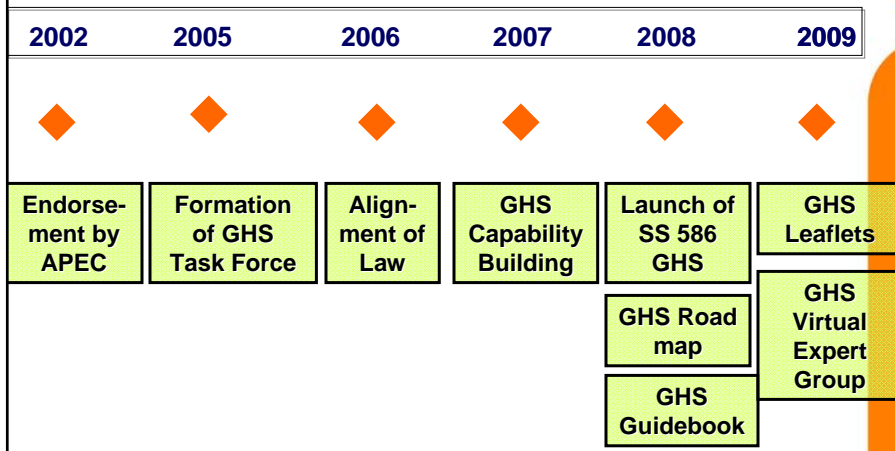 2002 2005 2006 2007 2008 2009
Endorse-
ment by
APEC
Formation
of GHS
Task Force
Align-
ment of
Law
GHS
Capability
Building
Launch of
SS 586
GHS
GHS Road
map
GHS
Guidebook
GHS
Leaflets
GHS
Virtual
Expert
Group